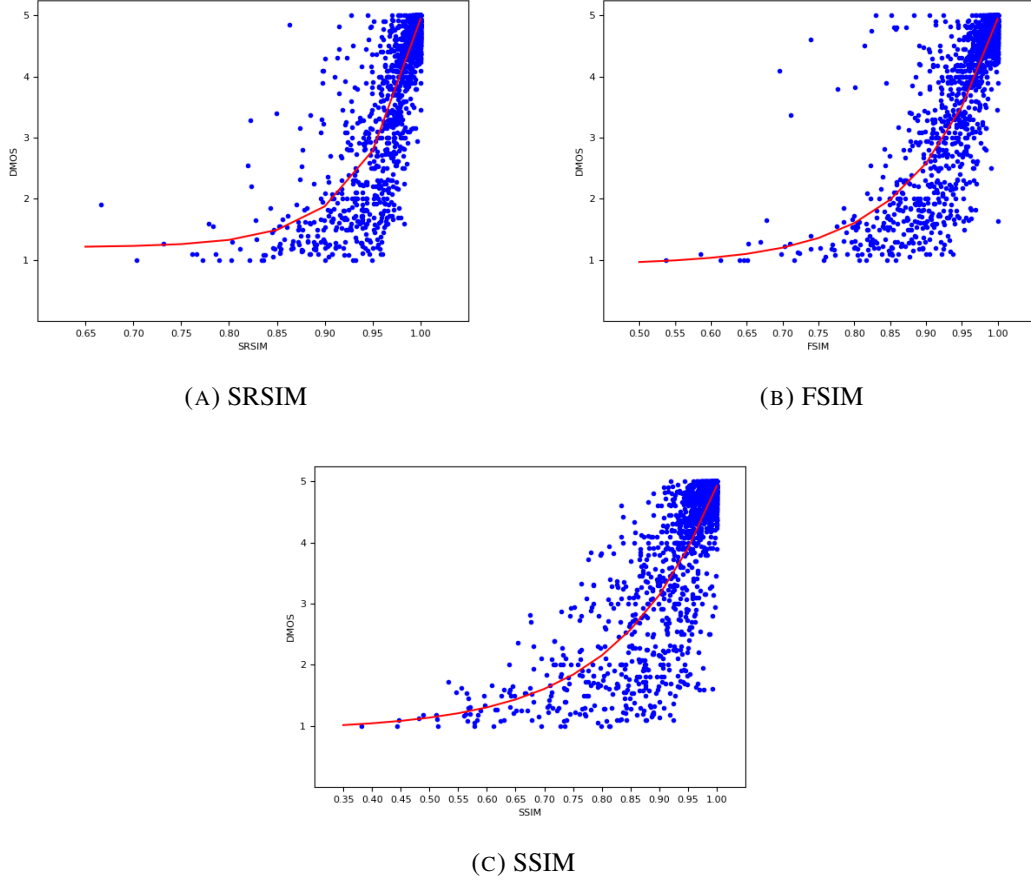 5
4
3
2
1
DMOS
0.65 0.70 0.75 0.80 0.85 0.90 0.95 1.00
SRSIM
(A) SRSIM
5
4
3
2
1
DMOS
0.50 0.55 0.60 0.65 0.70 0.75 0.80 0.85 0.90 0.95 1.00
FSIM
(B) FSIM
5
4
3
2
1
DMOS
0.35 0.40 0.45 0.50 0.55 0.60 0.65 0.70 0.75 0.80 0.85 0.90 0.95 1.00
SSIM
(C) SSIM